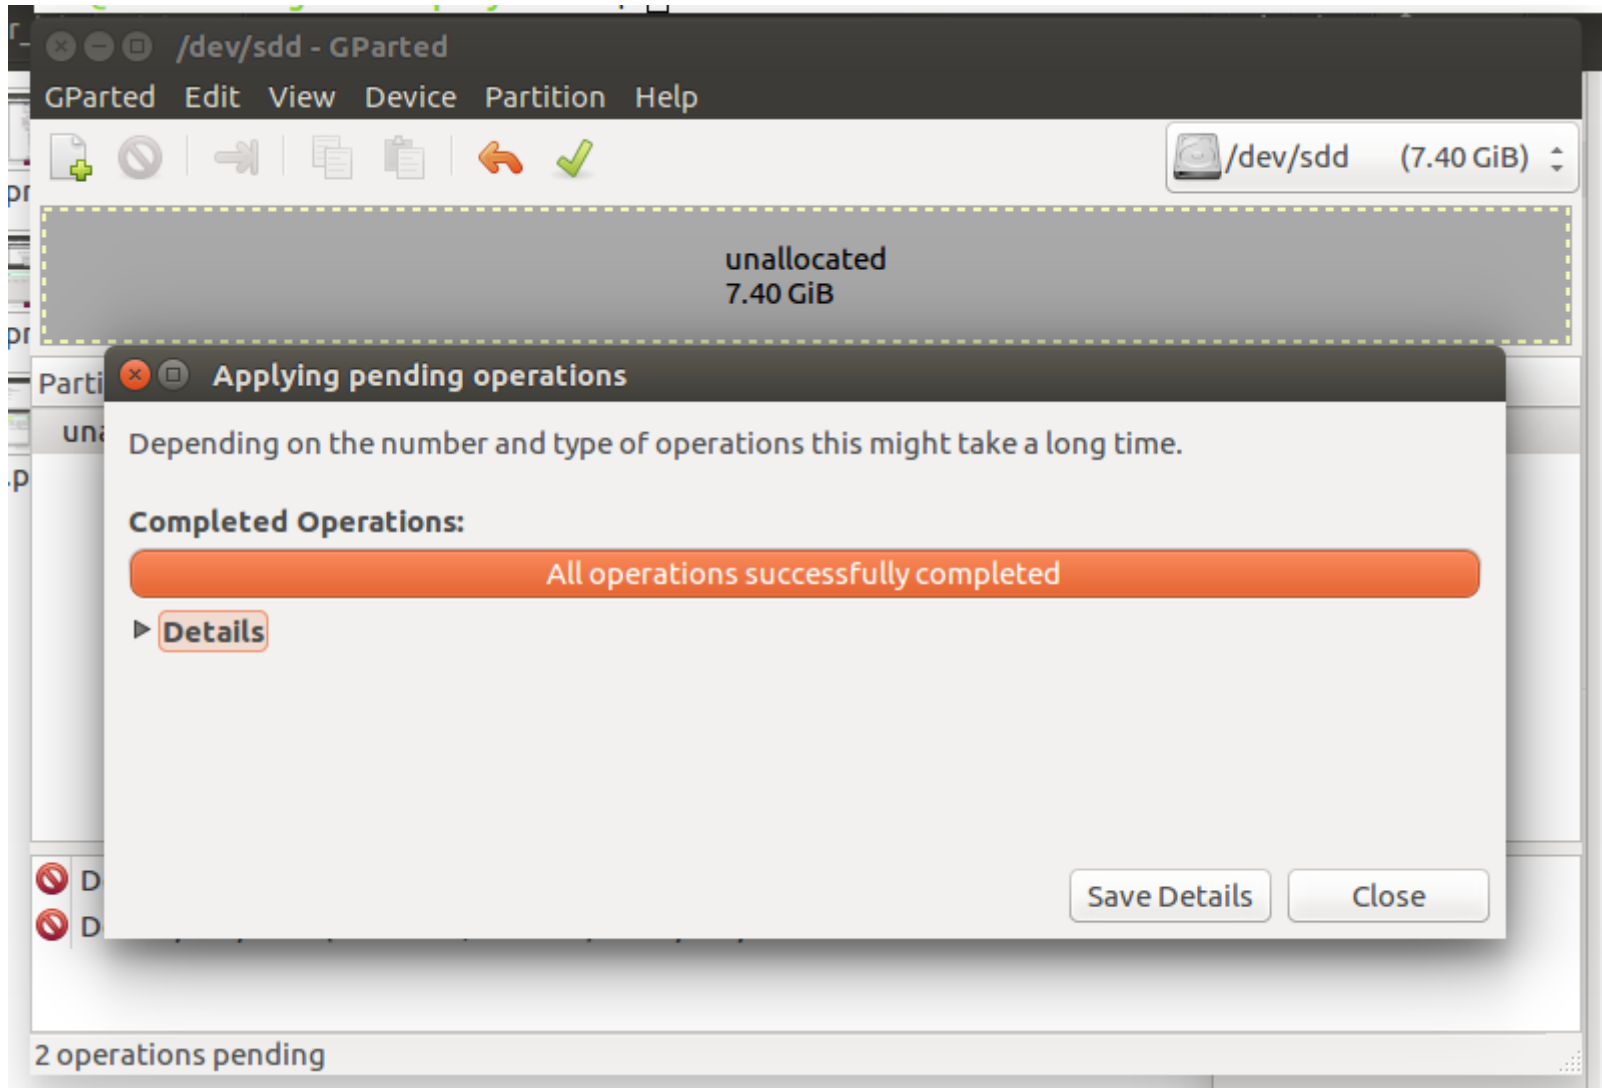 /dev/sdd - GParted
GParted Edit View Device Partition Help
/dev/sdd (7.40 GiB)
unallocated
7.40 GiB
Applying pending operations
Depending on the number and type of operations this might take a long time.
Completed Operations:
All operations successfully completed
Details
Save Details Close
2 operations pending